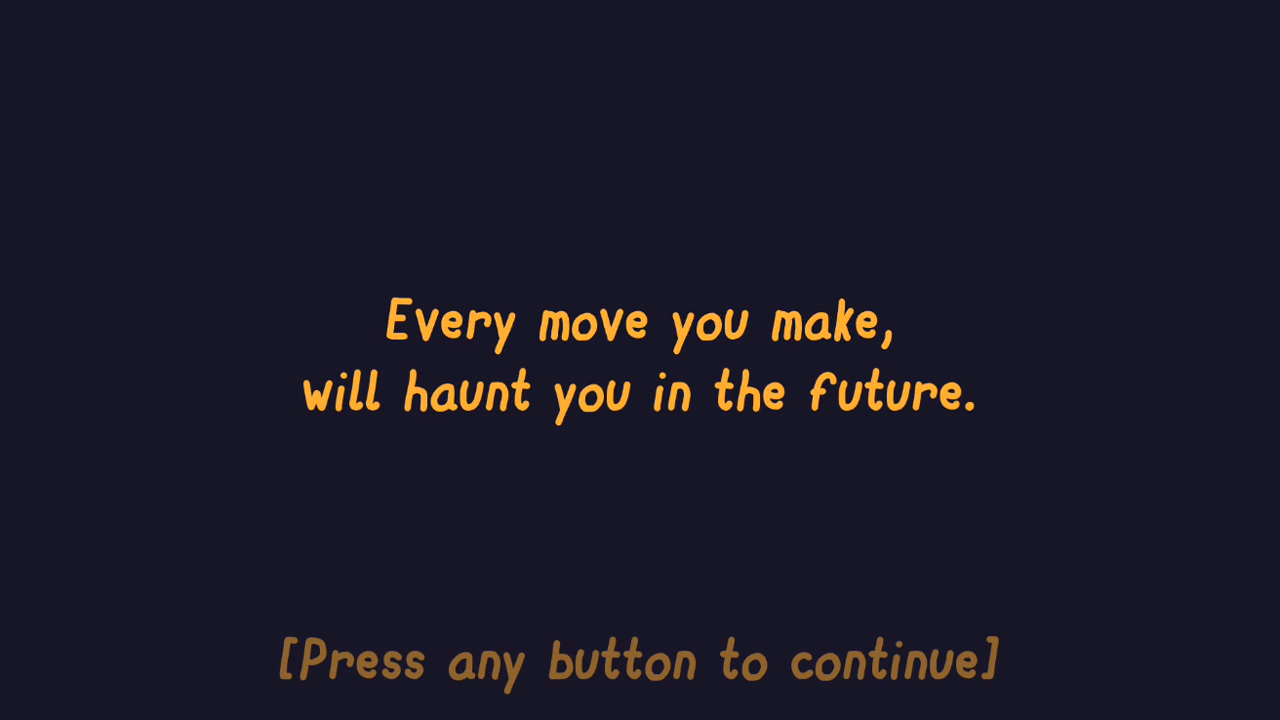 Every move you make,
will haunt you in the future.
[Press any button to continue]